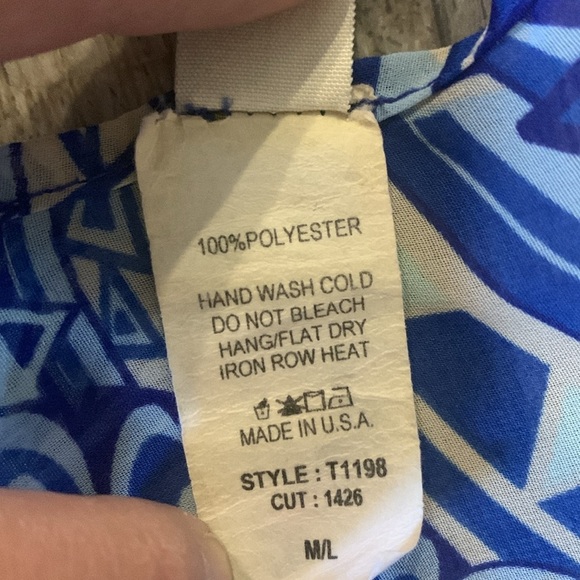 100%POLYESTER
HAND WASH COLD
DO NOT BLEACH
HANG/FLAT DRY
IRON ROW HEAT
MADE IN U.S.A.
STYLE : T1198
CUT : 1426
M/L